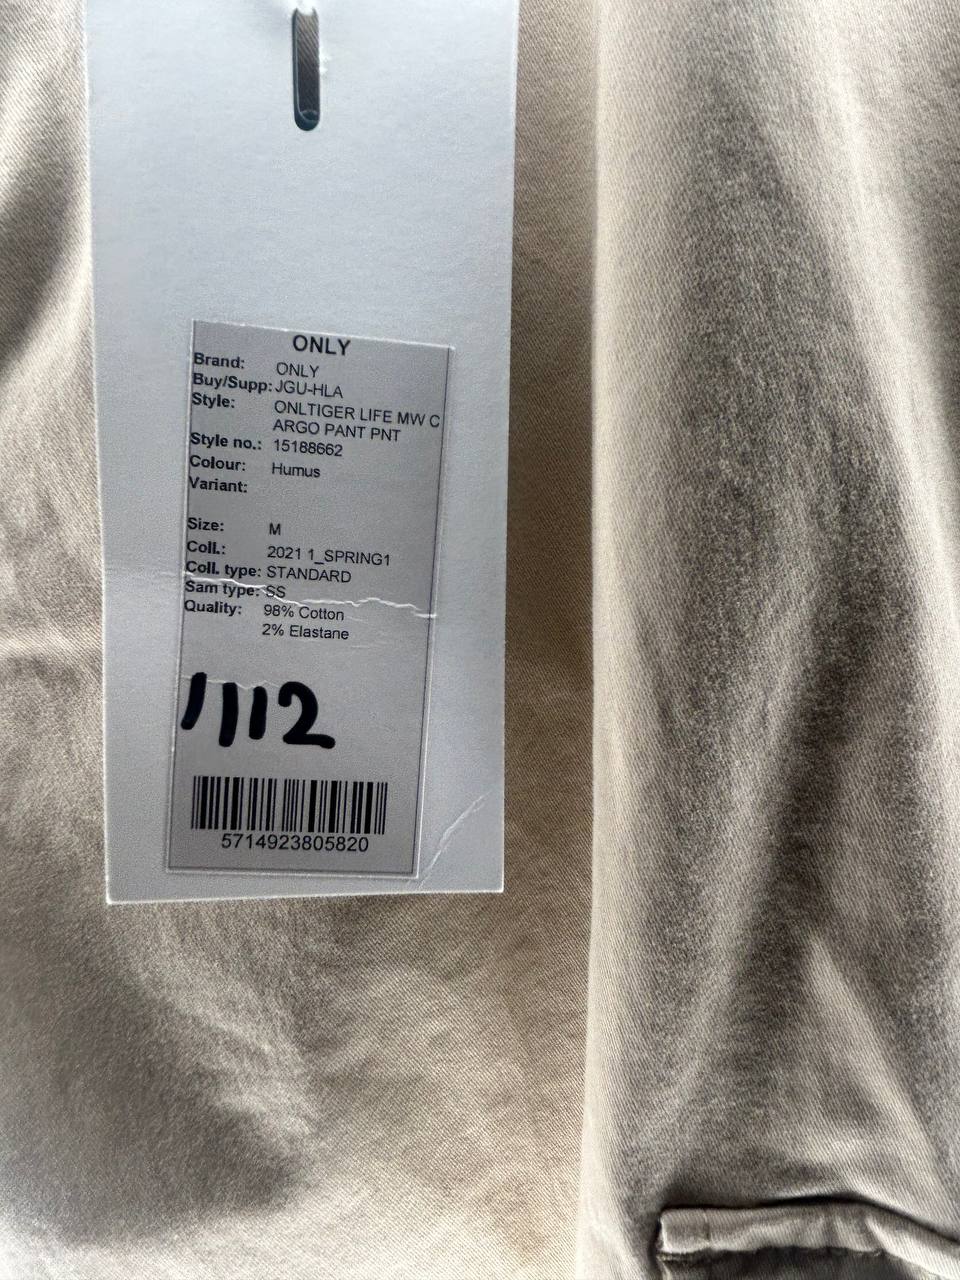 ONLY
Brand: ONLY
Buy/Supp: JGU-HLA
Style: ONLTIGER LIFE MW C
ARGO PANT PNT
Style no.: 15188662
Colour: Humus
Variant:
Size: M
Coll.: 2021 1_SPRING1
Coll. type: STANDARD
Sam type: SS
Quality: 98% Cotton
2% Elastane
1112
5714923805820